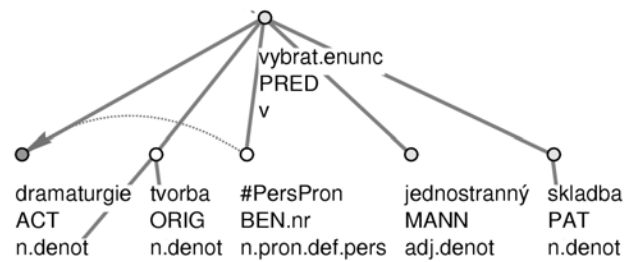 vybrat.enunc
PRED
v
dramaturgie tvorba #PersPron jednostranný skladba
ACT ORIG BEN.nr MANN PAT
n.denot n.denot n.pron.def.pers adj.denot n.denot